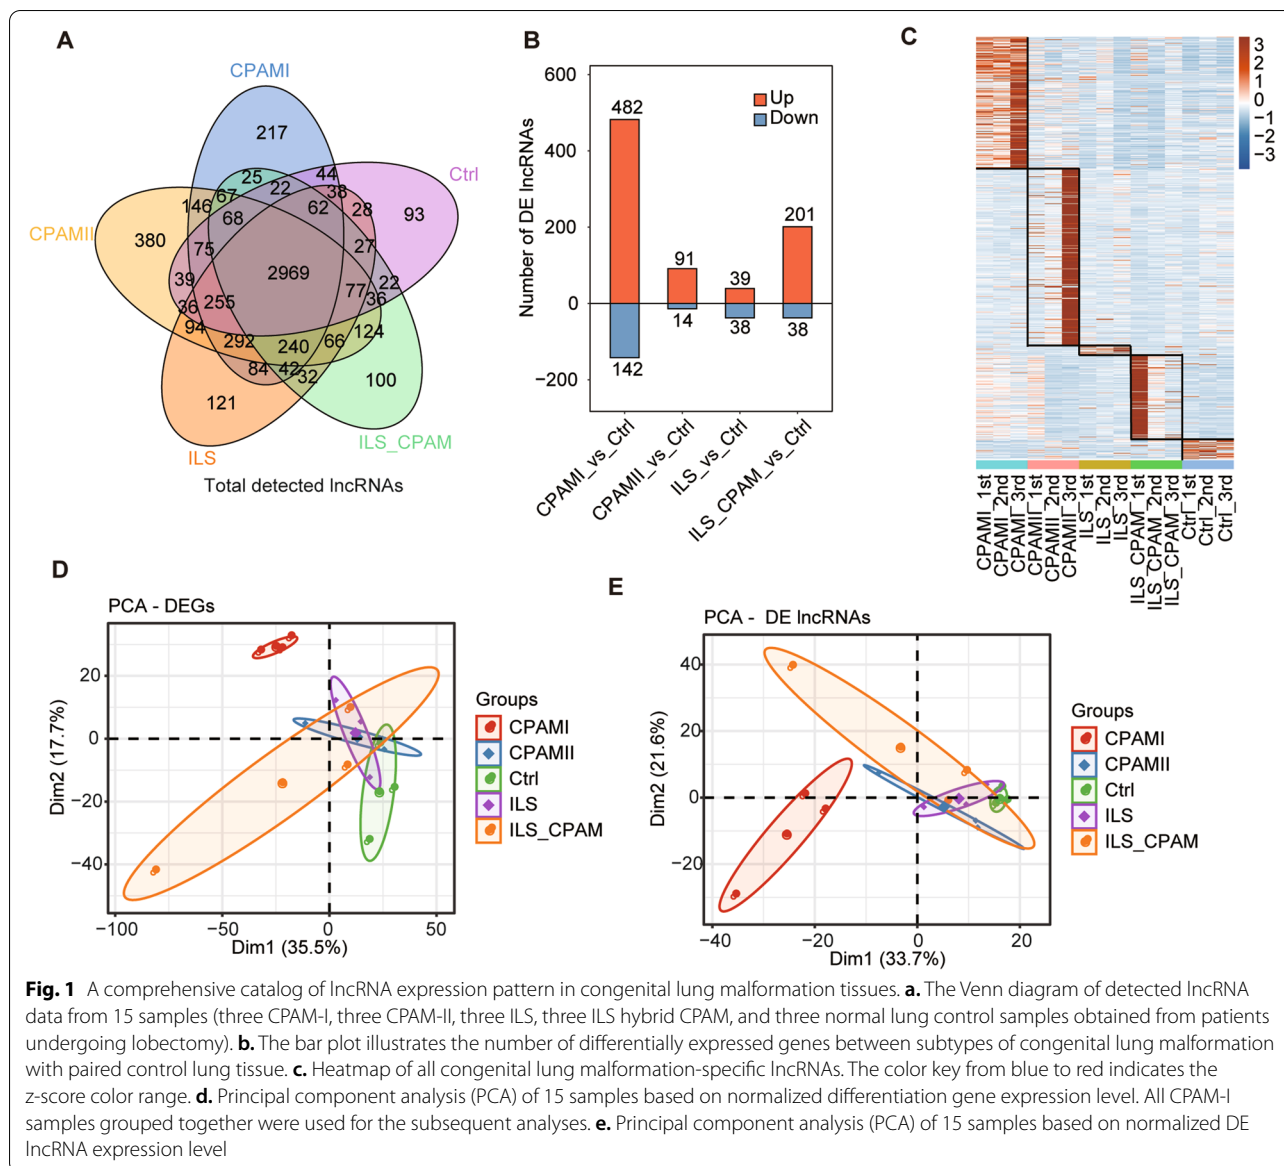 A
CPAMI
217
Ctrl
25
44
22
38
67
146
68
62
28
93
CPAMII
380
75
27
2969
39
22
77
36
36
255
94
66
124
292
240
84
42
32
100
121
ILS_CPAM
ILS
Total detected lncRNAs
B
Number of DE lncRNAs
600
400
200
0
−200
Up
Down
482
142
91
14
39
38
201
38
CPAMI_vs_Ctrl
CPAMII_vs_Ctrl
ILS_vs_Ctrl
ILS_CPAM_vs_Ctrl
C
3
2
1
0
−1
−2
−3
CPAMI_1st
CPAMI_2nd
CPAMI_3rd
CPAMII_1st
CPAMII_2nd
CPAMII_3rd
ILS_1st
ILS_2nd
ILS_3rd
ILS_CPAM_1st
ILS_CPAM_2nd
ILS_CPAM_3rd
Ctrl_1st
Ctrl_2nd
Ctrl_3rd
D
PCA - DEGs
Dim2 (17.7%)
20
0
−20
−40
−100
−50
0
50
Dim1 (35.5%)
Groups
CPAMI
CPAMII
Ctrl
ILS
ILS_CPAM
E
PCA - DE lncRNAs
Dim2 (21.6%)
40
20
0
−20
−40
−20
0
20
Dim1 (33.7%)
Groups
CPAMI
CPAMII
Ctrl
ILS
ILS_CPAM
Fig. 1 A comprehensive catalog of lncRNA expression pattern in congenital lung malformation tissues. a. The Venn diagram of detected lncRNA
data from 15 samples (three CPAM-I, three CPAM-II, three ILS, three ILS hybrid CPAM, and three normal lung control samples obtained from patients
undergoing lobectomy). b. The bar plot illustrates the number of differentially expressed genes between subtypes of congenital lung malformation
with paired control lung tissue. c. Heatmap of all congenital lung malformation-specific lncRNAs. The color key from blue to red indicates the
z-score color range. d. Principal component analysis (PCA) of 15 samples based on normalized differentiation gene expression level. All CPAM-I
samples grouped together were used for the subsequent analyses. e. Principal component analysis (PCA) of 15 samples based on normalized DE
lncRNA expression level